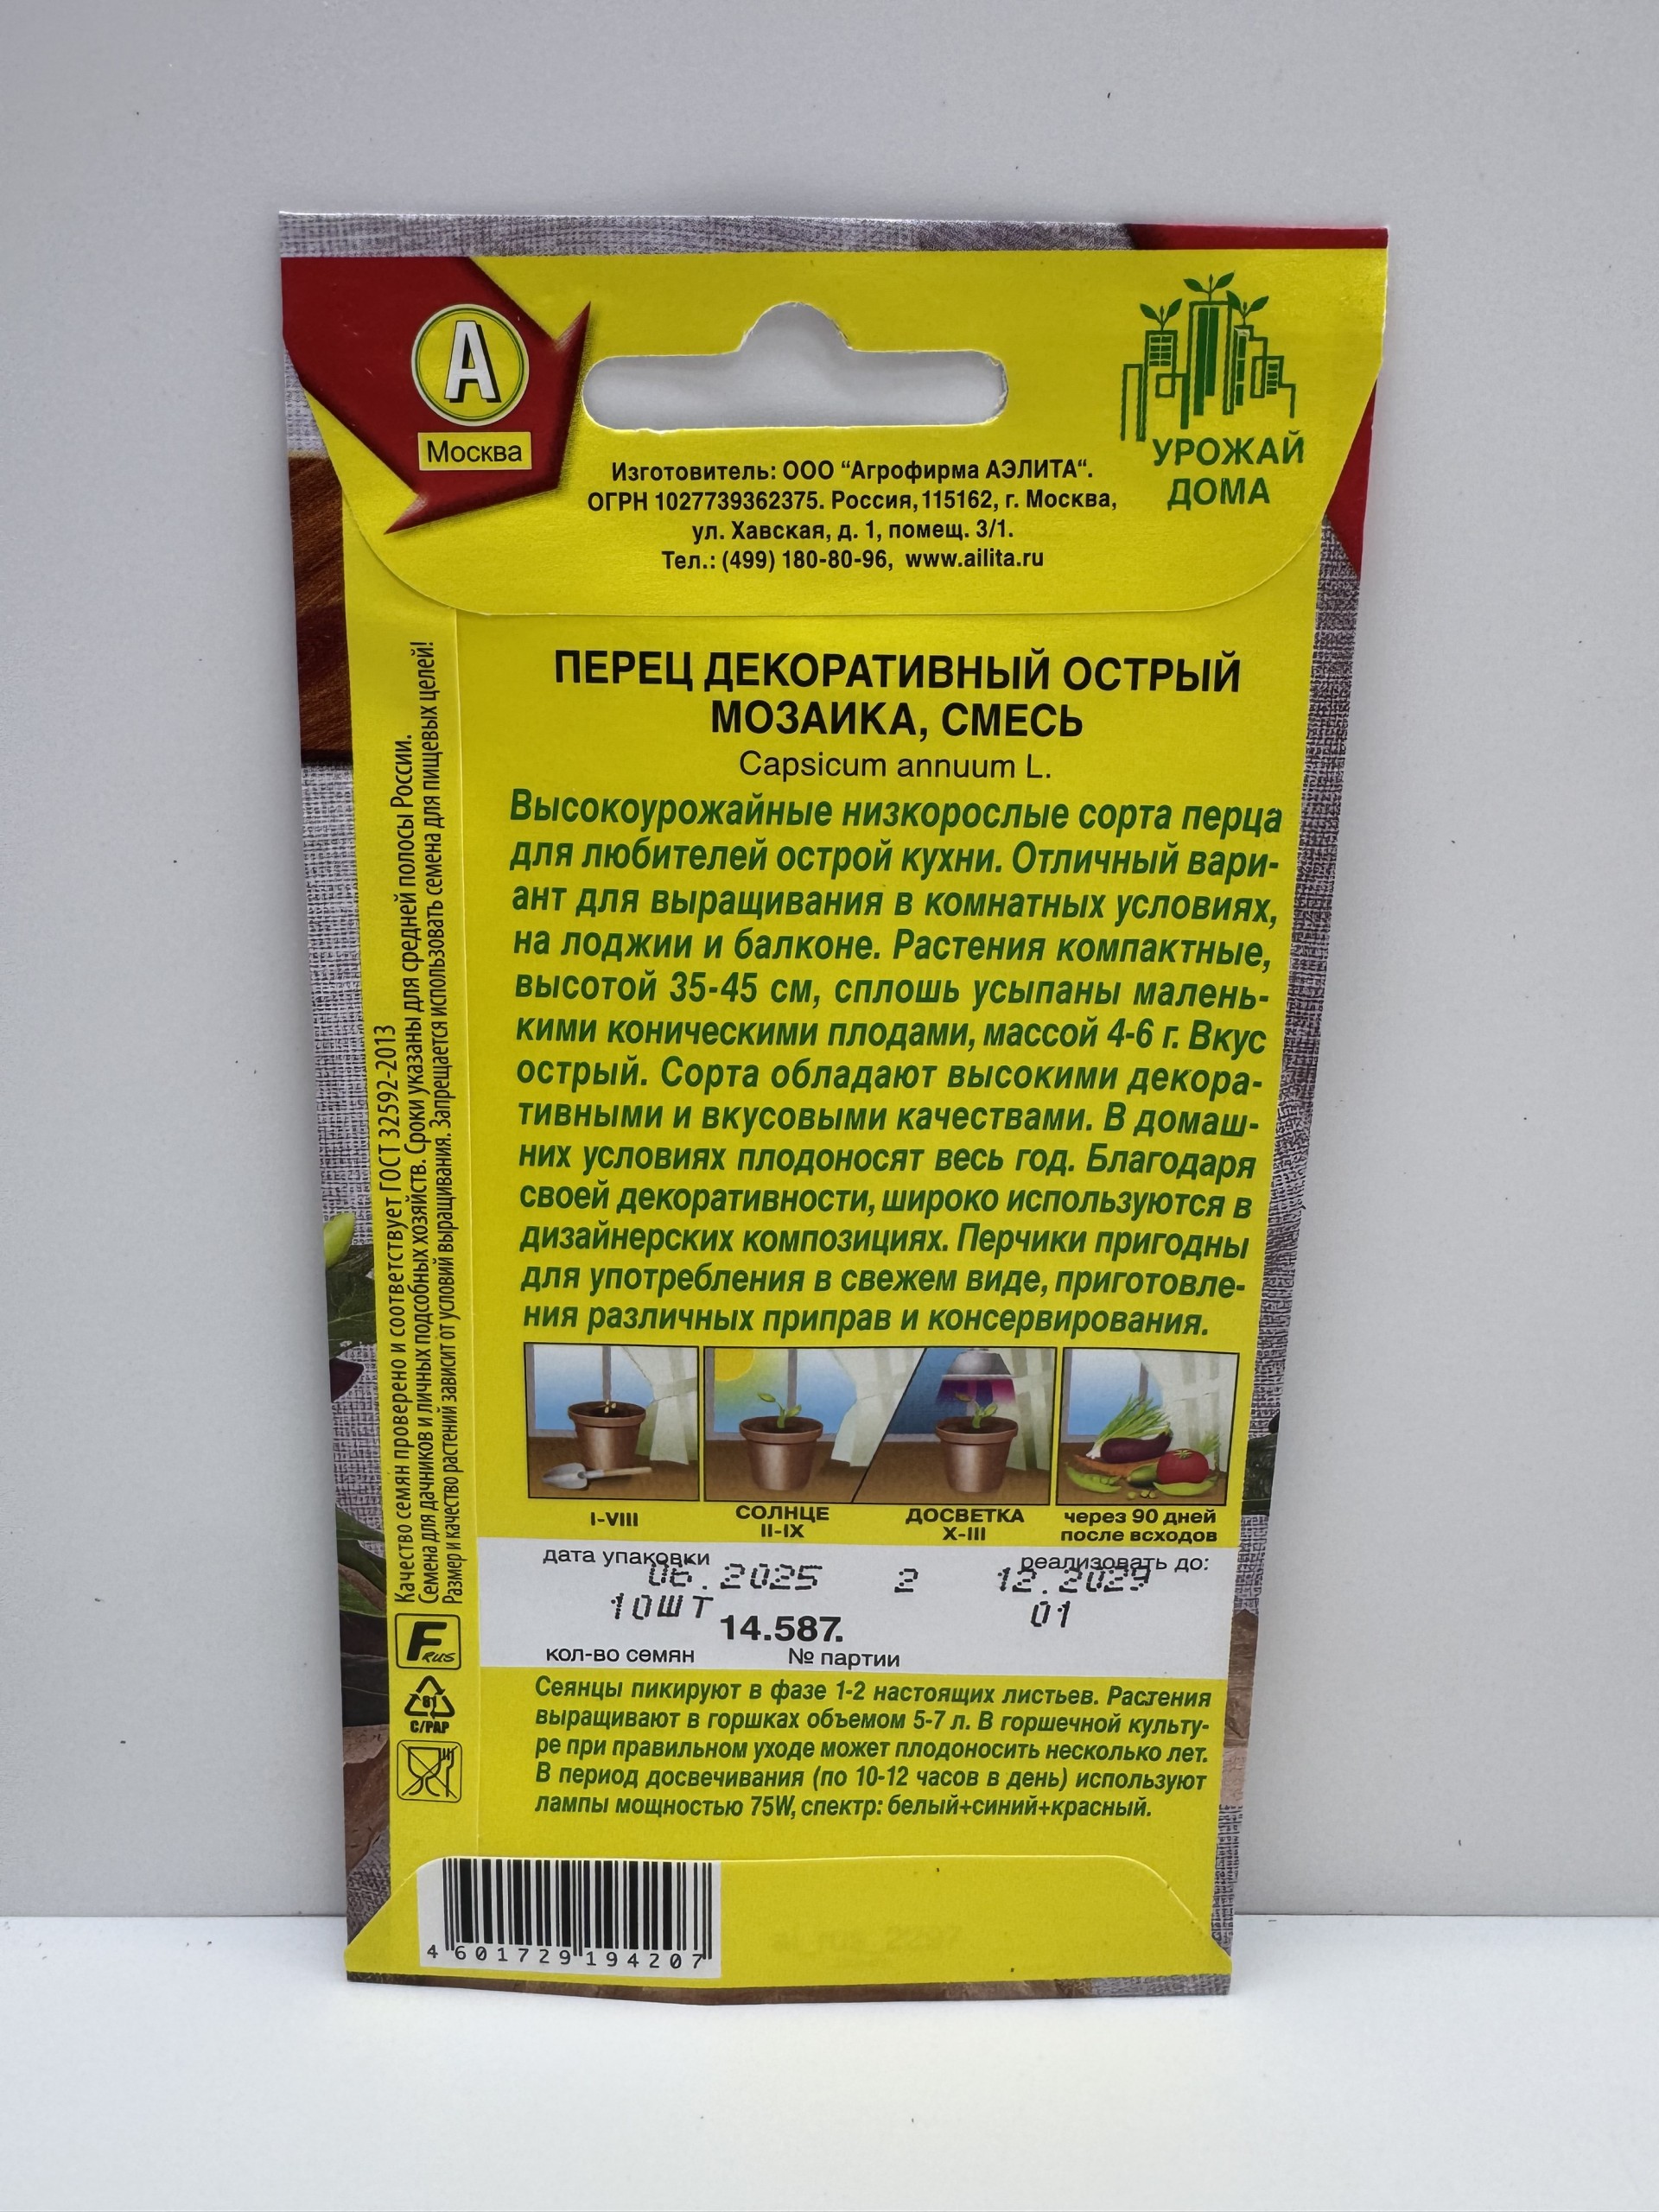 А
Москва
УРОЖАЙ
ДОМА
Изготовитель: ООО “Агрофирма АЭЛИТА“.
ОГРН 1027739362375. Россия, 115162, г. Москва,
ул. Хавская, д. 1, помещ. 3/1.
Тел.: (499) 180-80-96, www.ailita.ru
ПЕРЕЦ ДЕКОРАТИВНЫЙ ОСТРЫЙ
МОЗАИКА, СМЕСЬ
Capsicum annuum L.
Высокоурожайные низкорослые сорта перца
для любителей острой кухни. Отличный вари-
ант для выращивания в комнатных условиях,
на лоджии и балконе. Растения компактные,
высотой 35-45 см, сплошь усыпаны малень-
кими коническими плодами, массой 4-6 г. Вкус
острый. Сорта обладают высокими декора-
тивными и вкусовыми качествами. В домаш-
них условиях плодоносят весь год. Благодаря
своей декоративности, широко используются в
дизайнерских композициях. Перчики пригодны
для употребления в свежем виде, приготовле-
ния различных приправ и консервирования.
I-VIII
СОЛНЦЕ
II-IX
ДОСВЕТКА
X-III
через 90 дней
после всходов
дата упаковки
реализовать до:
06.2025 2 12.2029
10ШТ 14.587. 01
кол-во семян № партии
Сеянцы пикируют в фазе 1-2 настоящих листьев. Растения
выращивают в горшках объемом 5-7 л. В горшечной культу-
ре при правильном уходе может плодоносить несколько лет.
В период досвечивания (по 10-12 часов в день) используют
лампы мощностью 75W, спектр: белый+синий+красный.
Качество семян проверено и соответствует ГОСТ 32592-2013
Семена для дачников и личных подсобных хозяйств. Сроки указаны для средней полосы России.
Размер и качество растений зависит от условий выращивания. Запрещается использовать семена для пищевых целей!
F RUS
81
C/PAP
4 601729 194207